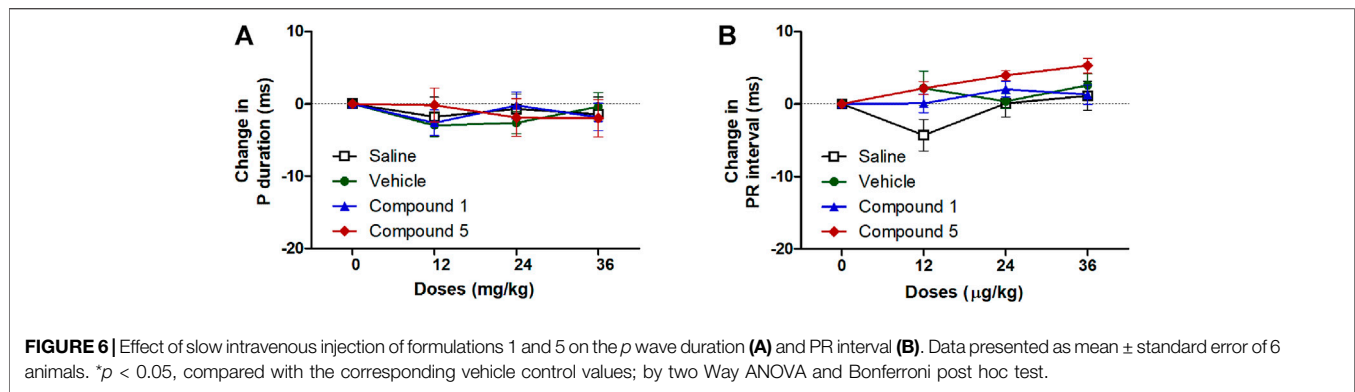 A
Change in
P duration (ms)
10
0
-10
-20
Saline
Vehicle
Compound 1
Compound 5
0 12 24 36
Doses (mg/kg)
B
Change in
PR interval (ms)
10
0
-10
-20
Saline
Vehicle
Compound 1
Compound 5
0 12 24 36
Doses (µg/kg)
FIGURE 6 | Effect of slow intravenous injection of formulations 1 and 5 on the p wave duration (A) and PR interval (B). Data presented as mean ± standard error of 6
animals. *p < 0.05, compared with the corresponding vehicle control values; by two Way ANOVA and Bonferroni post hoc test.